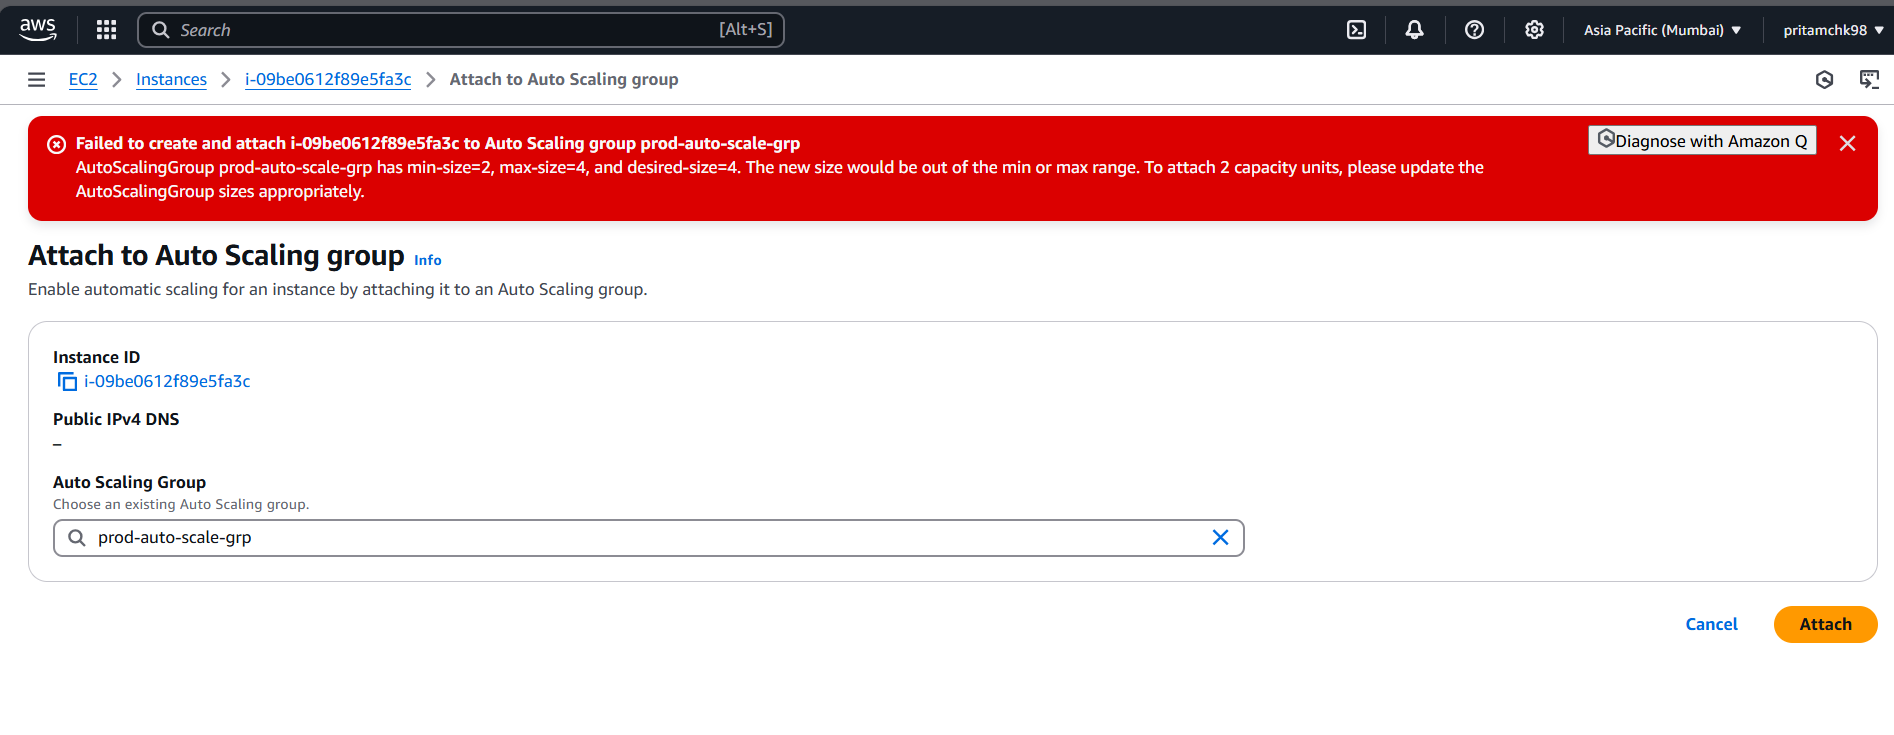 aws
Search
[Alt+S]
Asia Pacific (Mumbai)
pritamchk98
EC2
Instances
i-09be0612f89e5fa3c
Attach to Auto Scaling group
Failed to create and attach i-09be0612f89e5fa3c to Auto Scaling group prod-auto-scale-grp
AutoScalingGroup prod-auto-scale-grp has min-size=2, max-size=4, and desired-size=4. The new size would be out of the min or max range. To attach 2 capacity units, please update the
AutoScalingGroup sizes appropriately.
Diagnose with Amazon Q
Attach to Auto Scaling group Info
Enable automatic scaling for an instance by attaching it to an Auto Scaling group.
Instance ID
i-09be0612f89e5fa3c
Public IPv4 DNS
–
Auto Scaling Group
Choose an existing Auto Scaling group.
prod-auto-scale-grp
Cancel
Attach